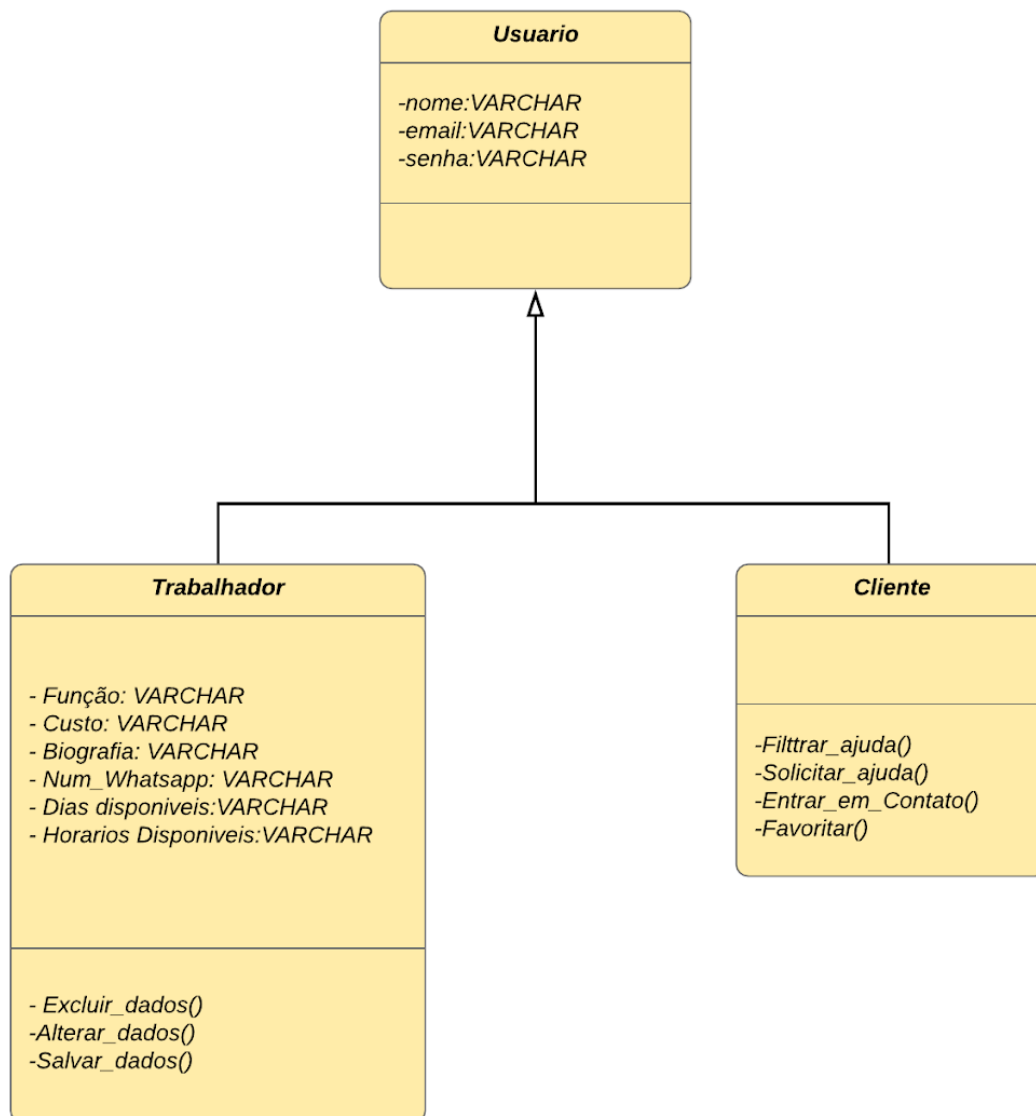 Usuario
-nome:VARCHAR
-email:VARCHAR
-senha:VARCHAR
Trabalhador
- Função: VARCHAR
- Custo: VARCHAR
- Biografia: VARCHAR
- Num_Whatsapp: VARCHAR
- Dias disponiveis:VARCHAR
- Horarios Disponiveis:VARCHAR
- Excluir_dados()
-Alterar_dados()
-Salvar_dados()
Cliente
-Filttrar_ajuda()
-Solicitar_ajuda()
-Entrar_em_Contato()
-Favoritar()